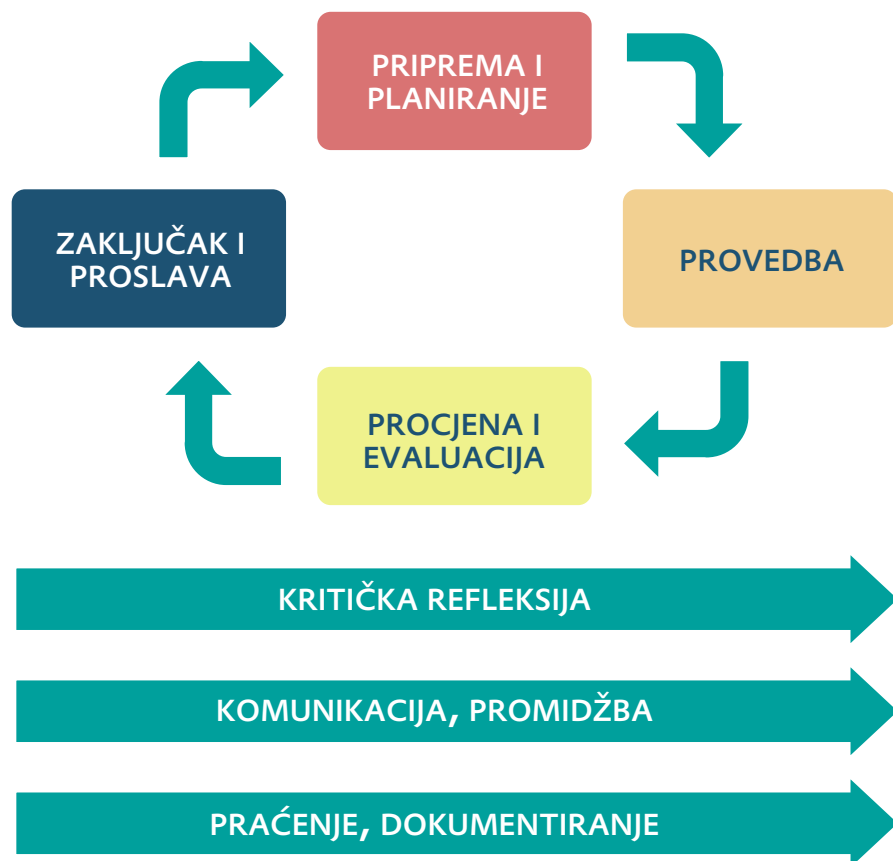 PRIPREMA I
PLANIRANJE
ZAKLJUČAK I
PROSLAVA
PROVEDBA
PROCJENA I
EVALUACIJA
KRITIČKA REFLEKSIJA
KOMUNIKACIJA, PROMIDŽBA
PRAĆENJE, DOKUMENTIRANJE